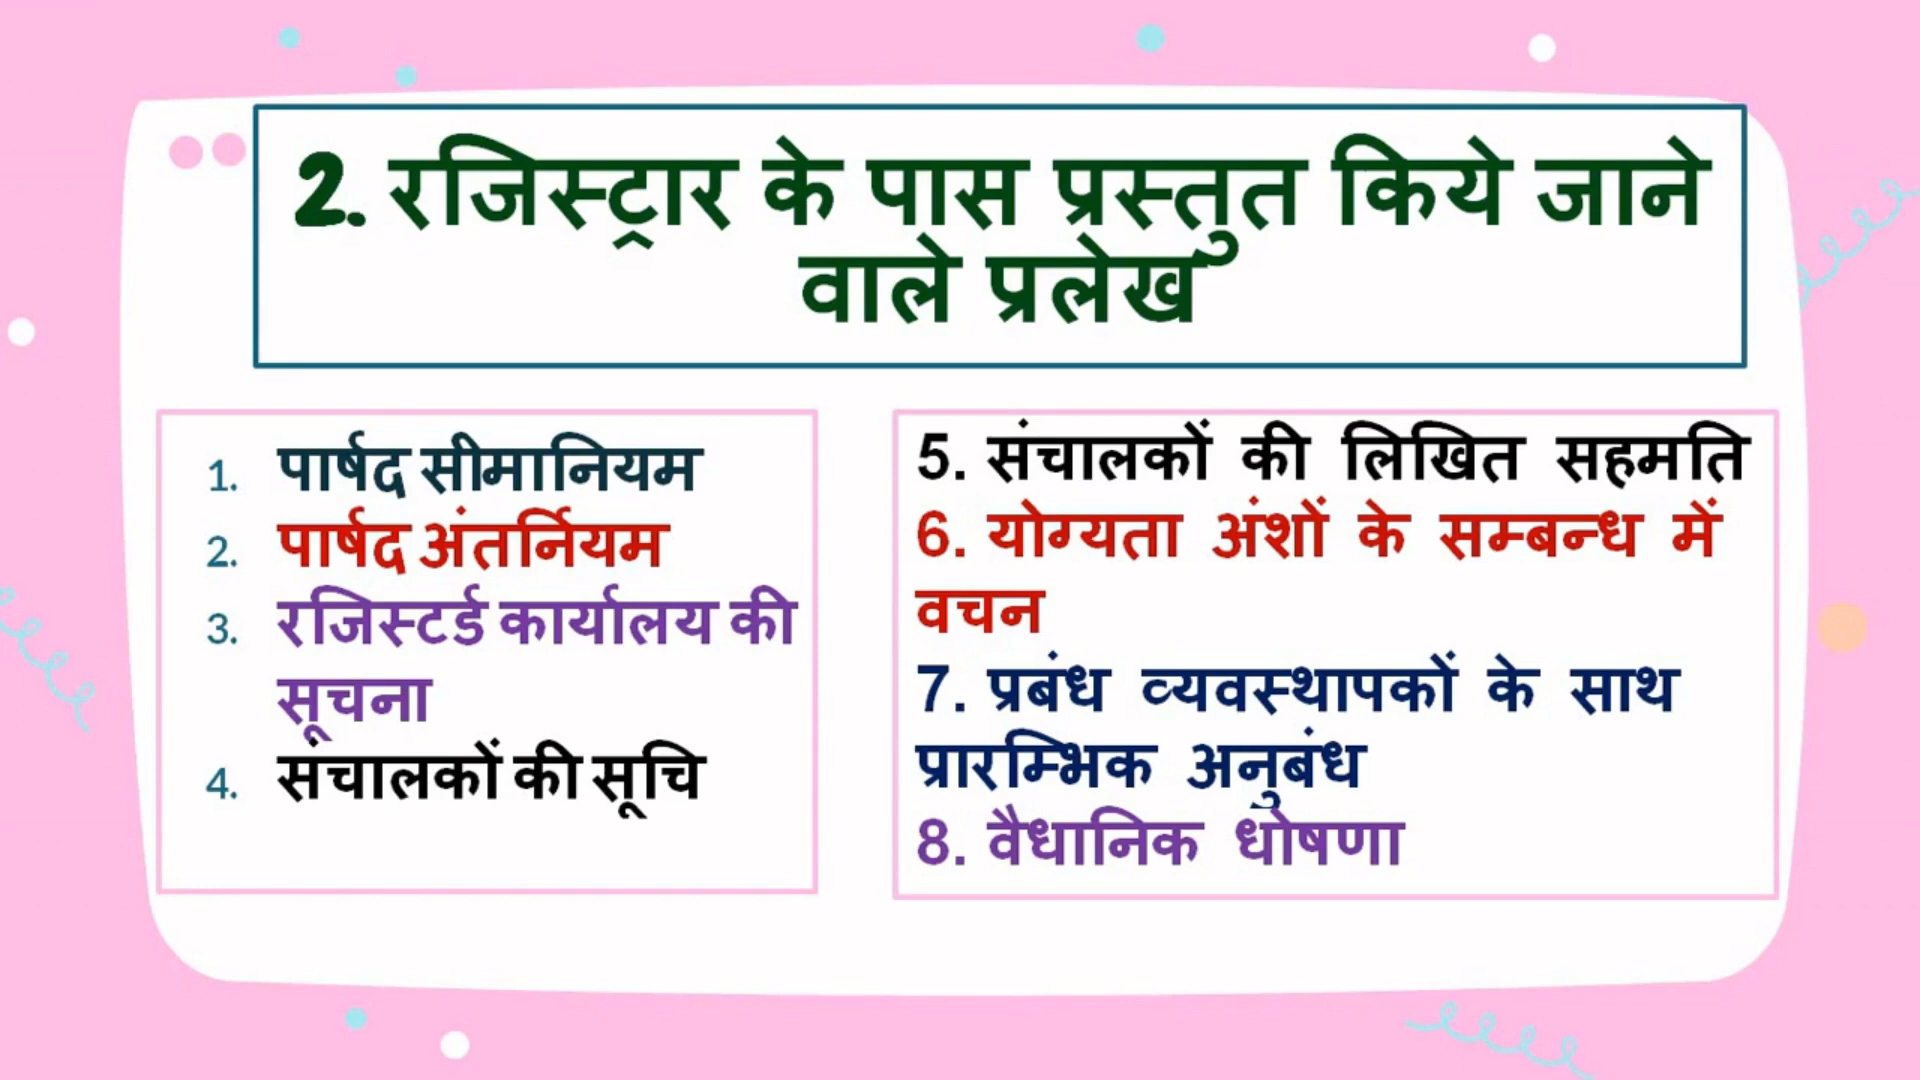 2. रजिस्ट्रार के पास प्रस्तुत किये जाने
वाले प्रलेख
1. पार्षद सीमानियम
2. पार्षद अंतर्नियम
3. रजिस्टर्ड कार्यालय की
सूचना
4. संचालकों की सूचि
5. संचालकों की लिखित सहमति
6. योग्यता अंशों के सम्बन्ध में
वचन
7. प्रबंध व्यवस्थापकों के साथ
प्रारम्भिक अनुबंध
8. वैधानिक धोषणा